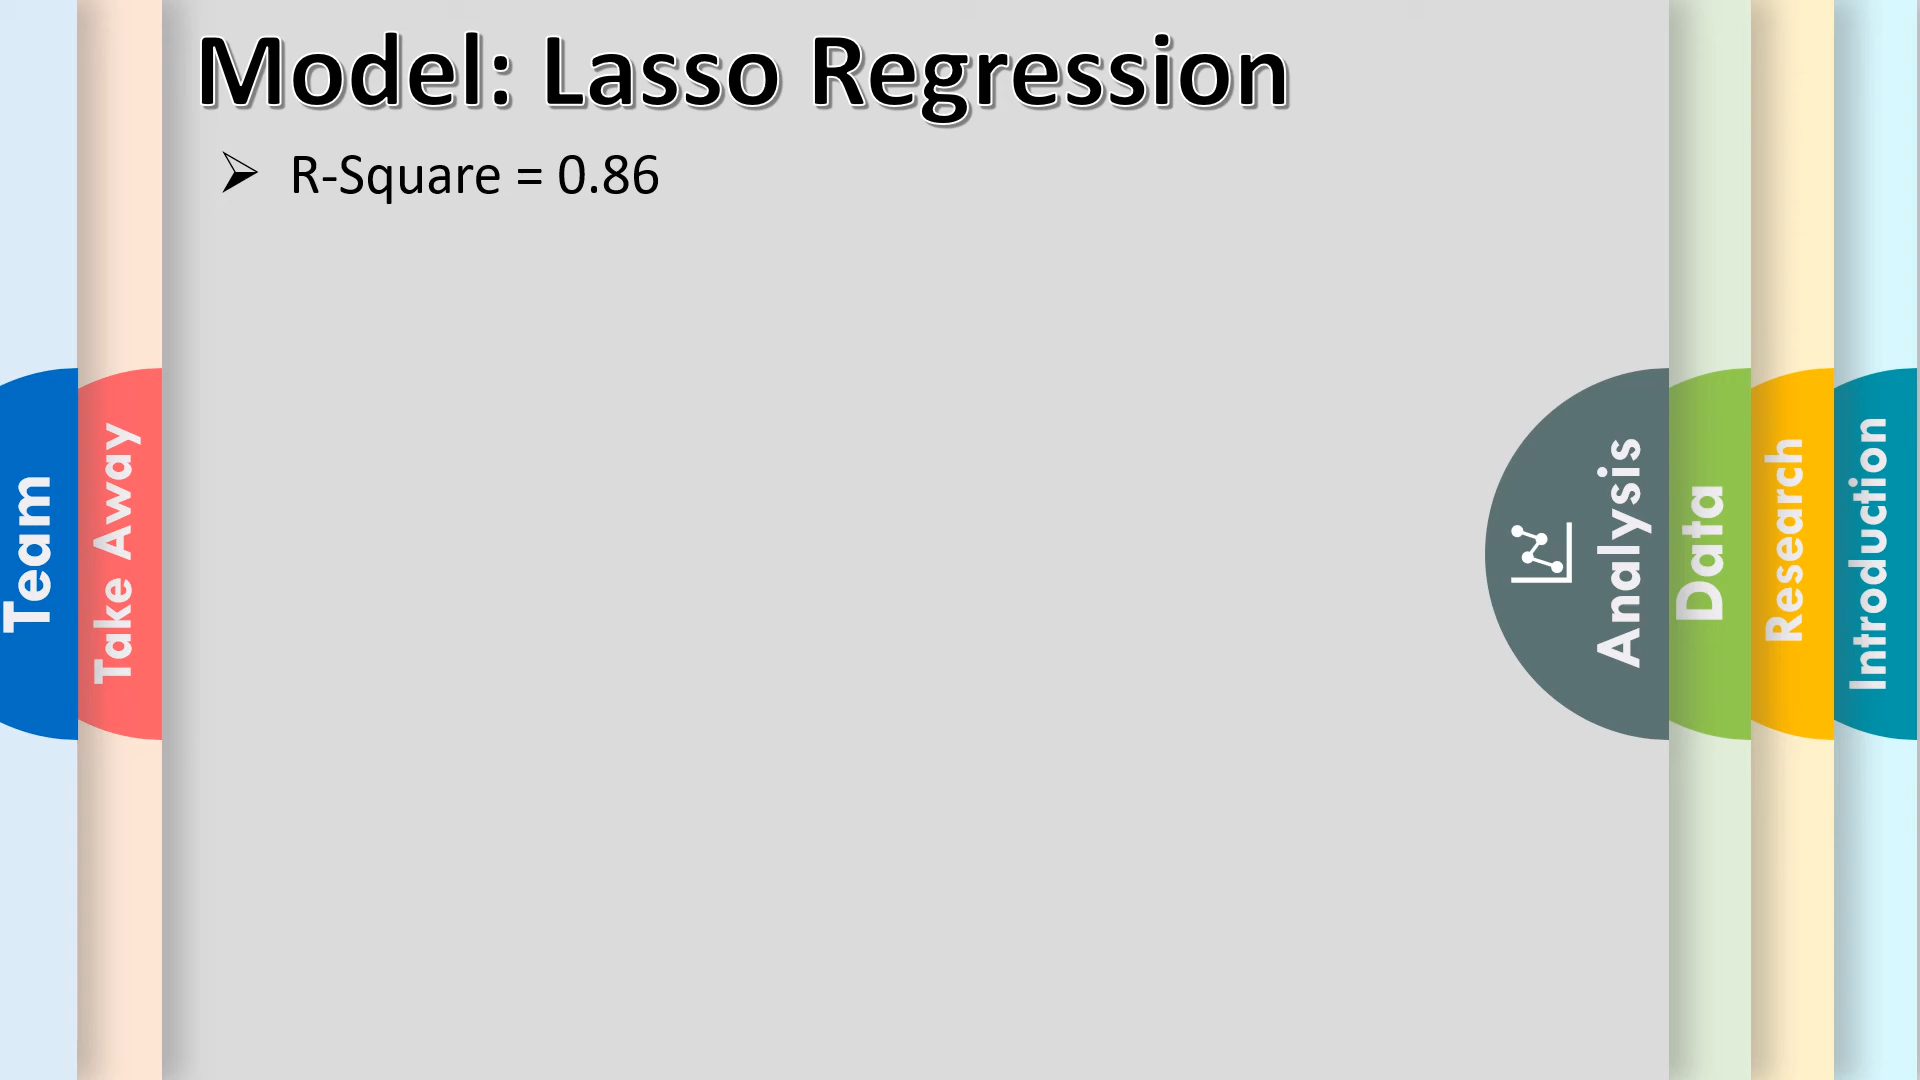 Model: Lasso Regression
R-Square = 0.86
Team
Take Away
Analysis
Data
Research
Introduction